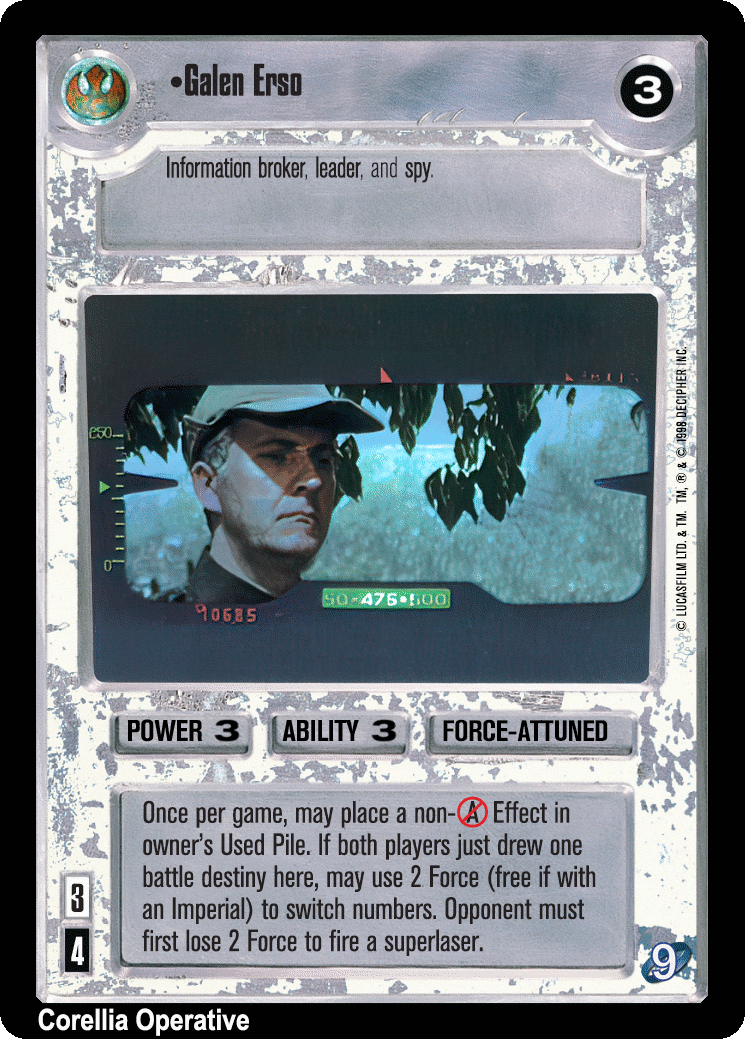 •Galen Erso
3
Information broker, leader, and spy.
250
0
50-476•500
90685
© LUCASFILM LTD. & TM. TM, ® & © 1998 DECIPHER INC.
POWER 3
ABILITY 3
FORCE-ATTUNED
Once per game, may place a non-A Effect in
owner's Used Pile. If both players just drew one
battle destiny here, may use 2 Force (free if with
an Imperial) to switch numbers. Opponent must
first lose 2 Force to fire a superlaser.
3
4
9
Corellia Operative